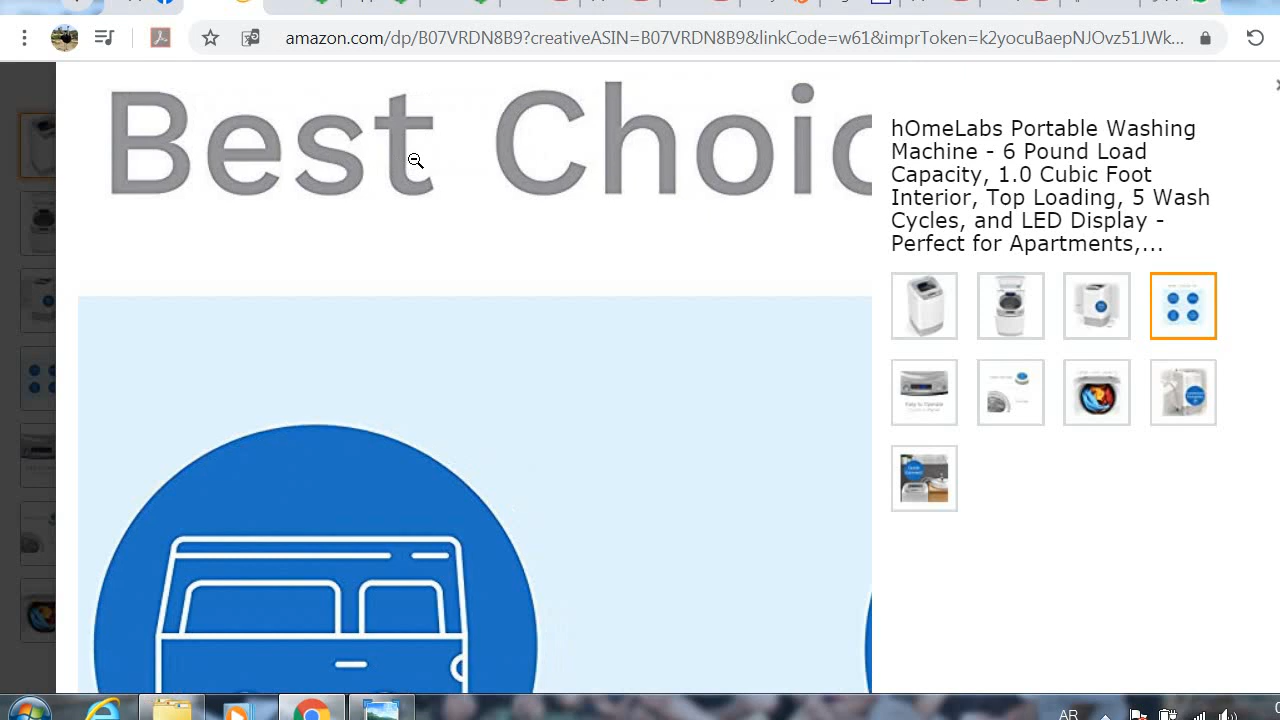 amazon.com/dp/B07VRDN8B9?creativeASIN=B07VRDN8B9&linkCode=w61&imprToken=k2yocuBaepNJOvz51JWk...
Best Choic
hOmeLabs Portable Washing
Machine - 6 Pound Load
Capacity, 1.0 Cubic Foot
Interior, Top Loading, 5 Wash
Cycles, and LED Display -
Perfect for Apartments,...
AR